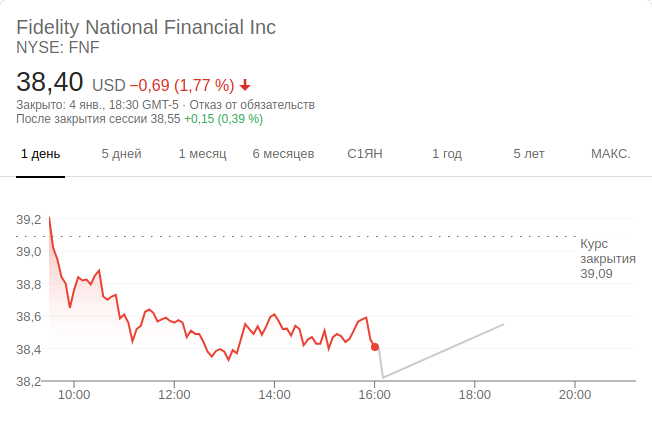 Fidelity National Financial Inc
NYSE: FNF
38,40 USD −0,69 (1,77 %)
Закрыто: 4 янв., 18:30 GMT-5 · Отказ от обязательств
После закрытия сессии 38,55 +0,15 (0,39 %)
1 день 5 дней 1 месяц 6 месяцев С1ЯН 1 год 5 лет МАКС.
39,2
Курс
закрытия
39,09
39,0
38,8
38,6
38,4
38,2
10:00 12:00 14:00 16:00 18:00 20:00